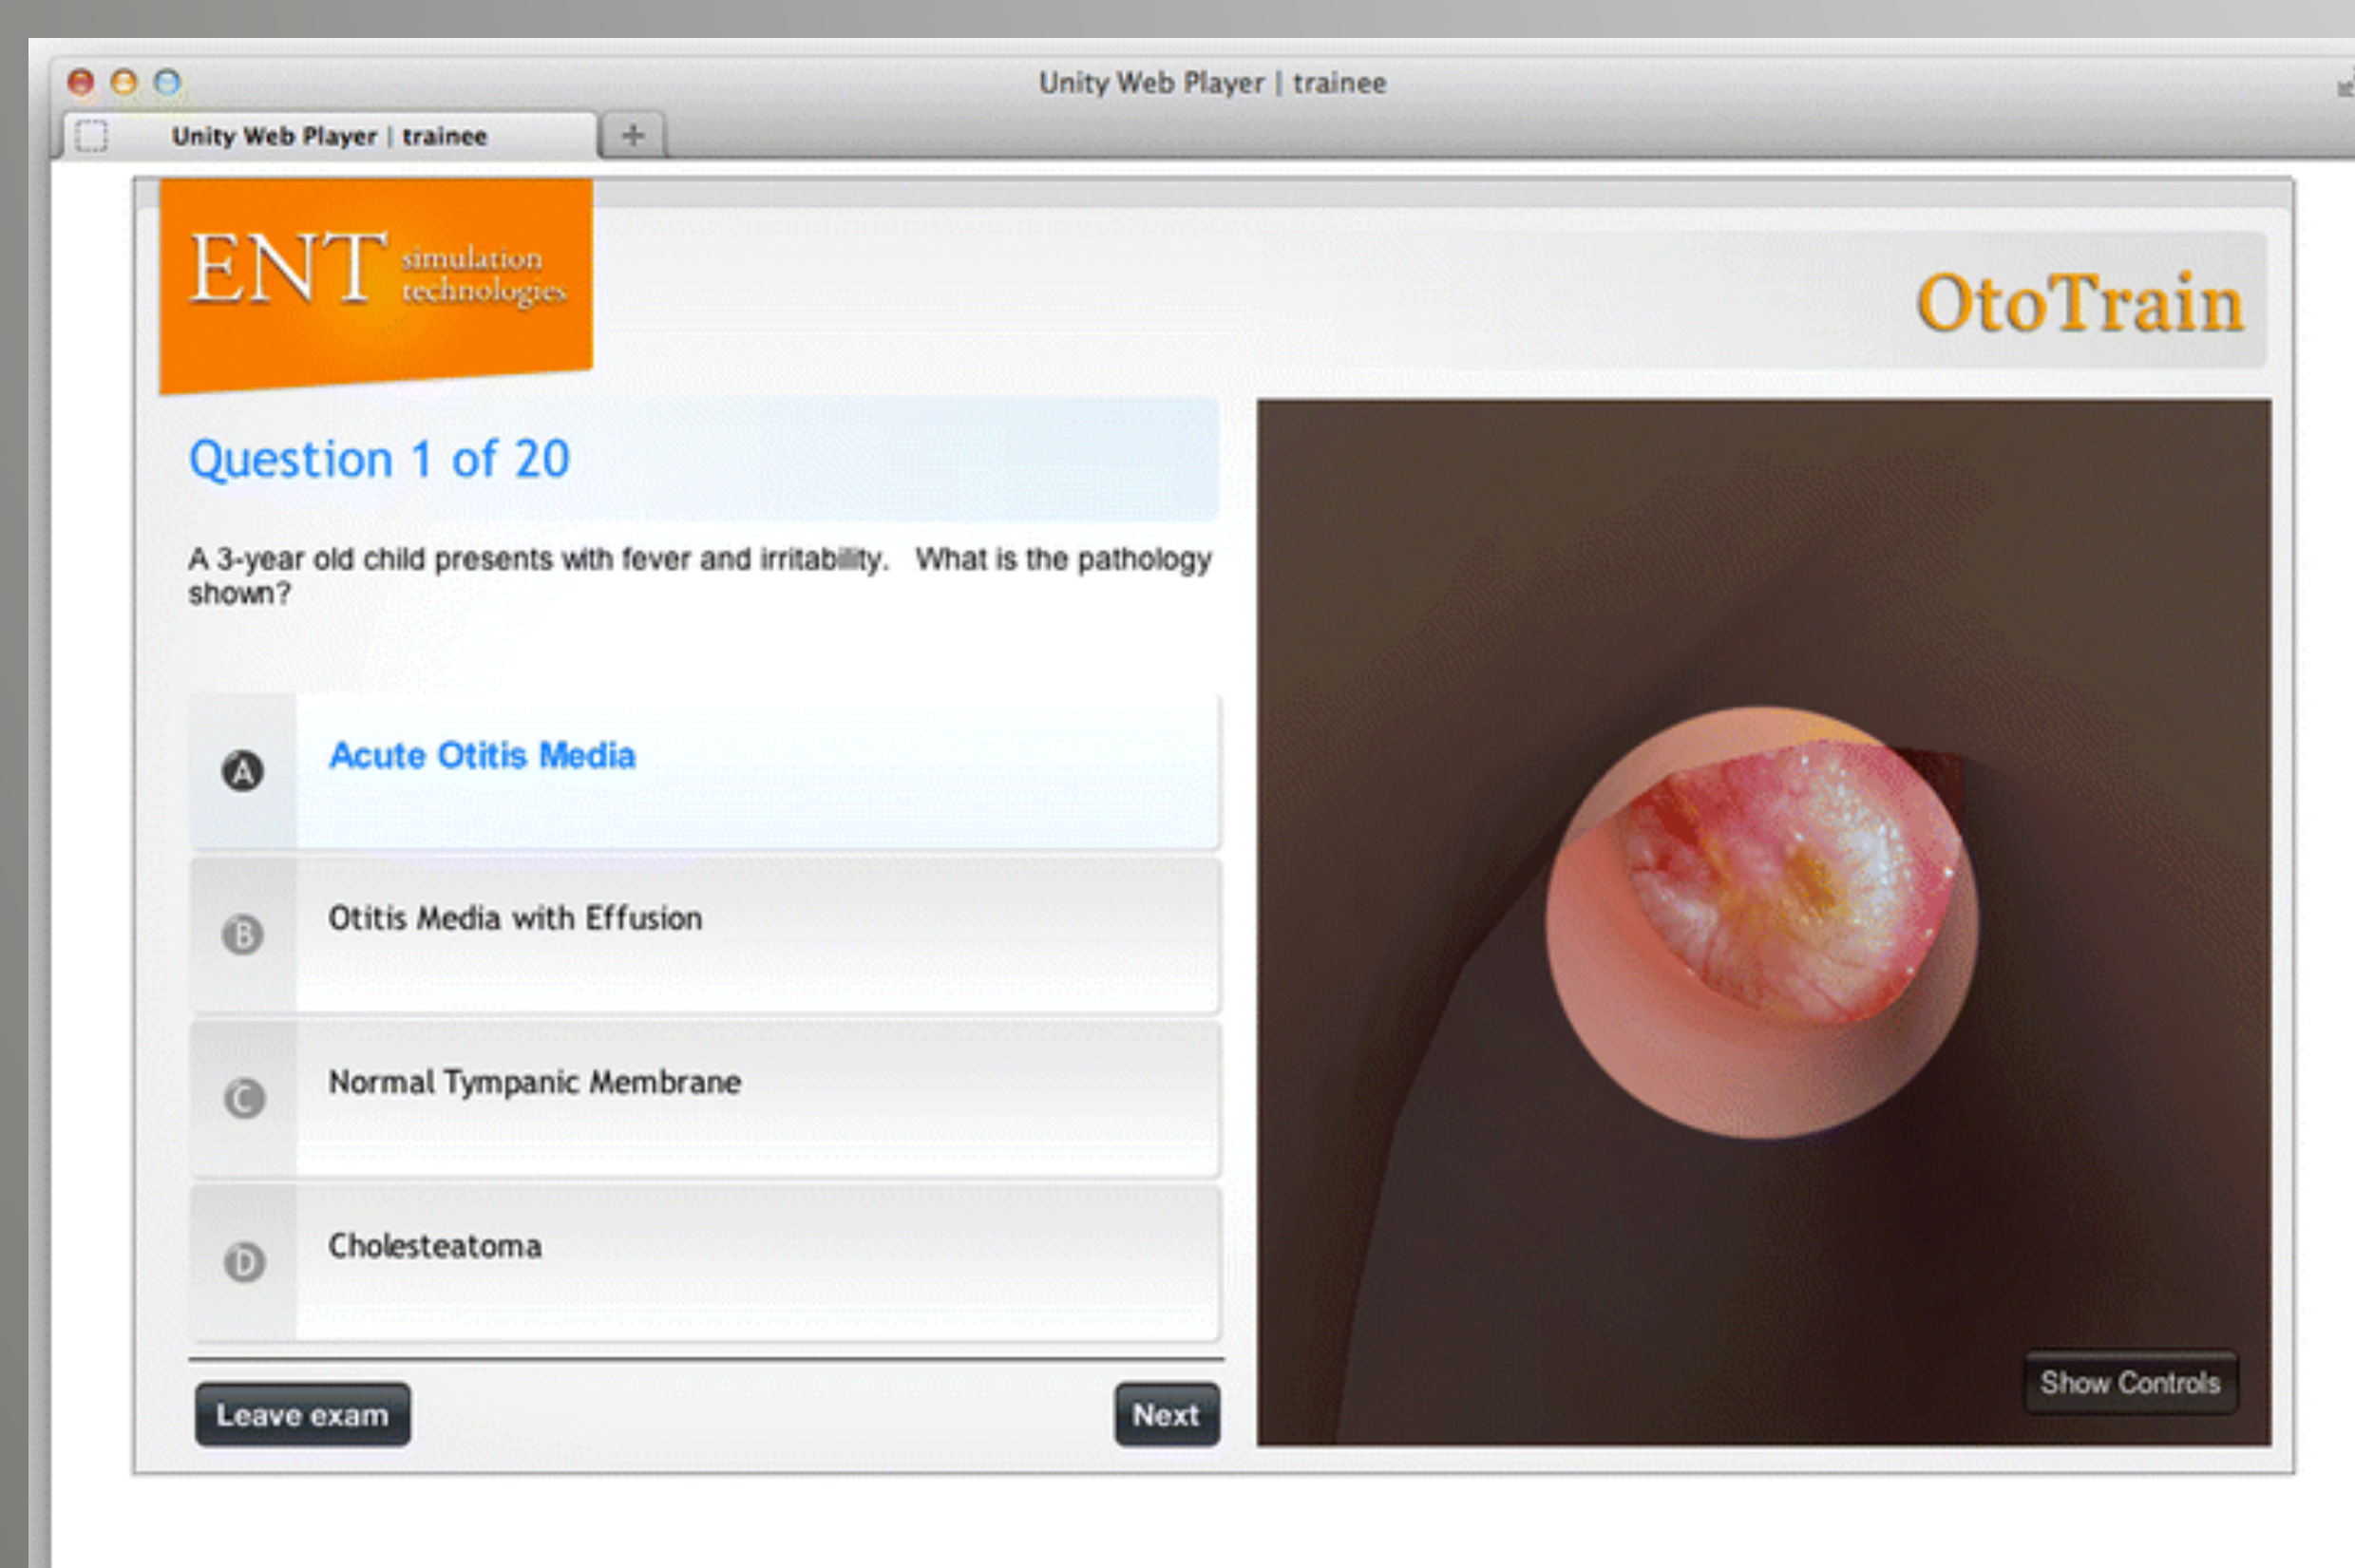 Unity Web Player | trainee
Unity Web Player | trainee
ENT simulation
technologies
OtoTrain
Question 1 of 20
A 3-year old child presents with fever and irritability.   What is the pathology
shown?
A Acute Otitis Media
B Otitis Media with Effusion
C Normal Tympanic Membrane
D Cholesteatoma
Leave exam
Next
Show Controls